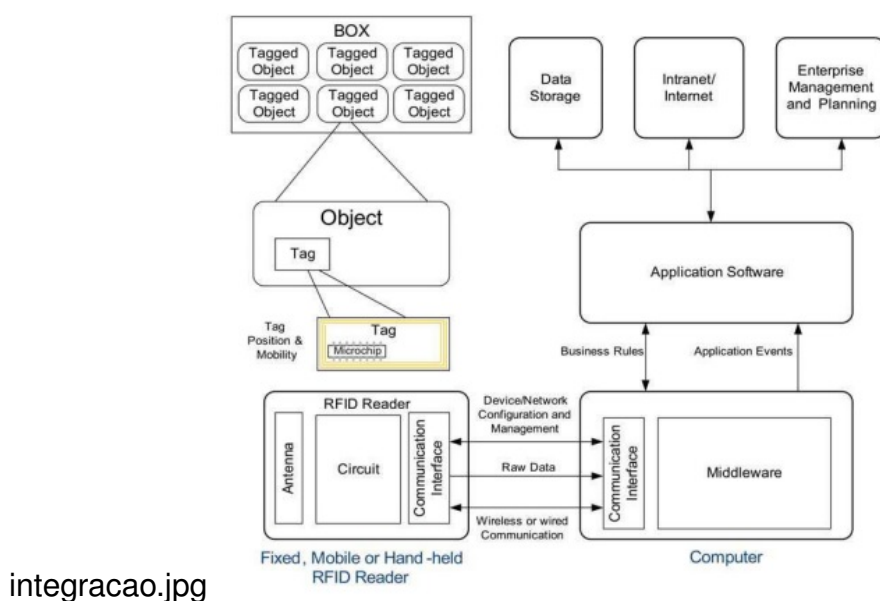 BOX
Tagged
Object
Tagged
Object
Tagged
Object
Tagged
Object
Tagged
Object
Tagged
Object
Object
Tag
Tag
Position &
Mobility
Tag
Microchip
RFID Reader
Antenna
Circuit
Communication
Interface
Fixed, Mobile or Hand-held
RFID Reader
Data
Storage
Intranet/
Internet
Enterprise
Management
and Planning
Application Software
Business Rules
Application Events
Device/Network
Configuration and
Management
Raw Data
Wireless or wired
Communication
Communication
Interface
Middleware
Computer
integracao.jpg